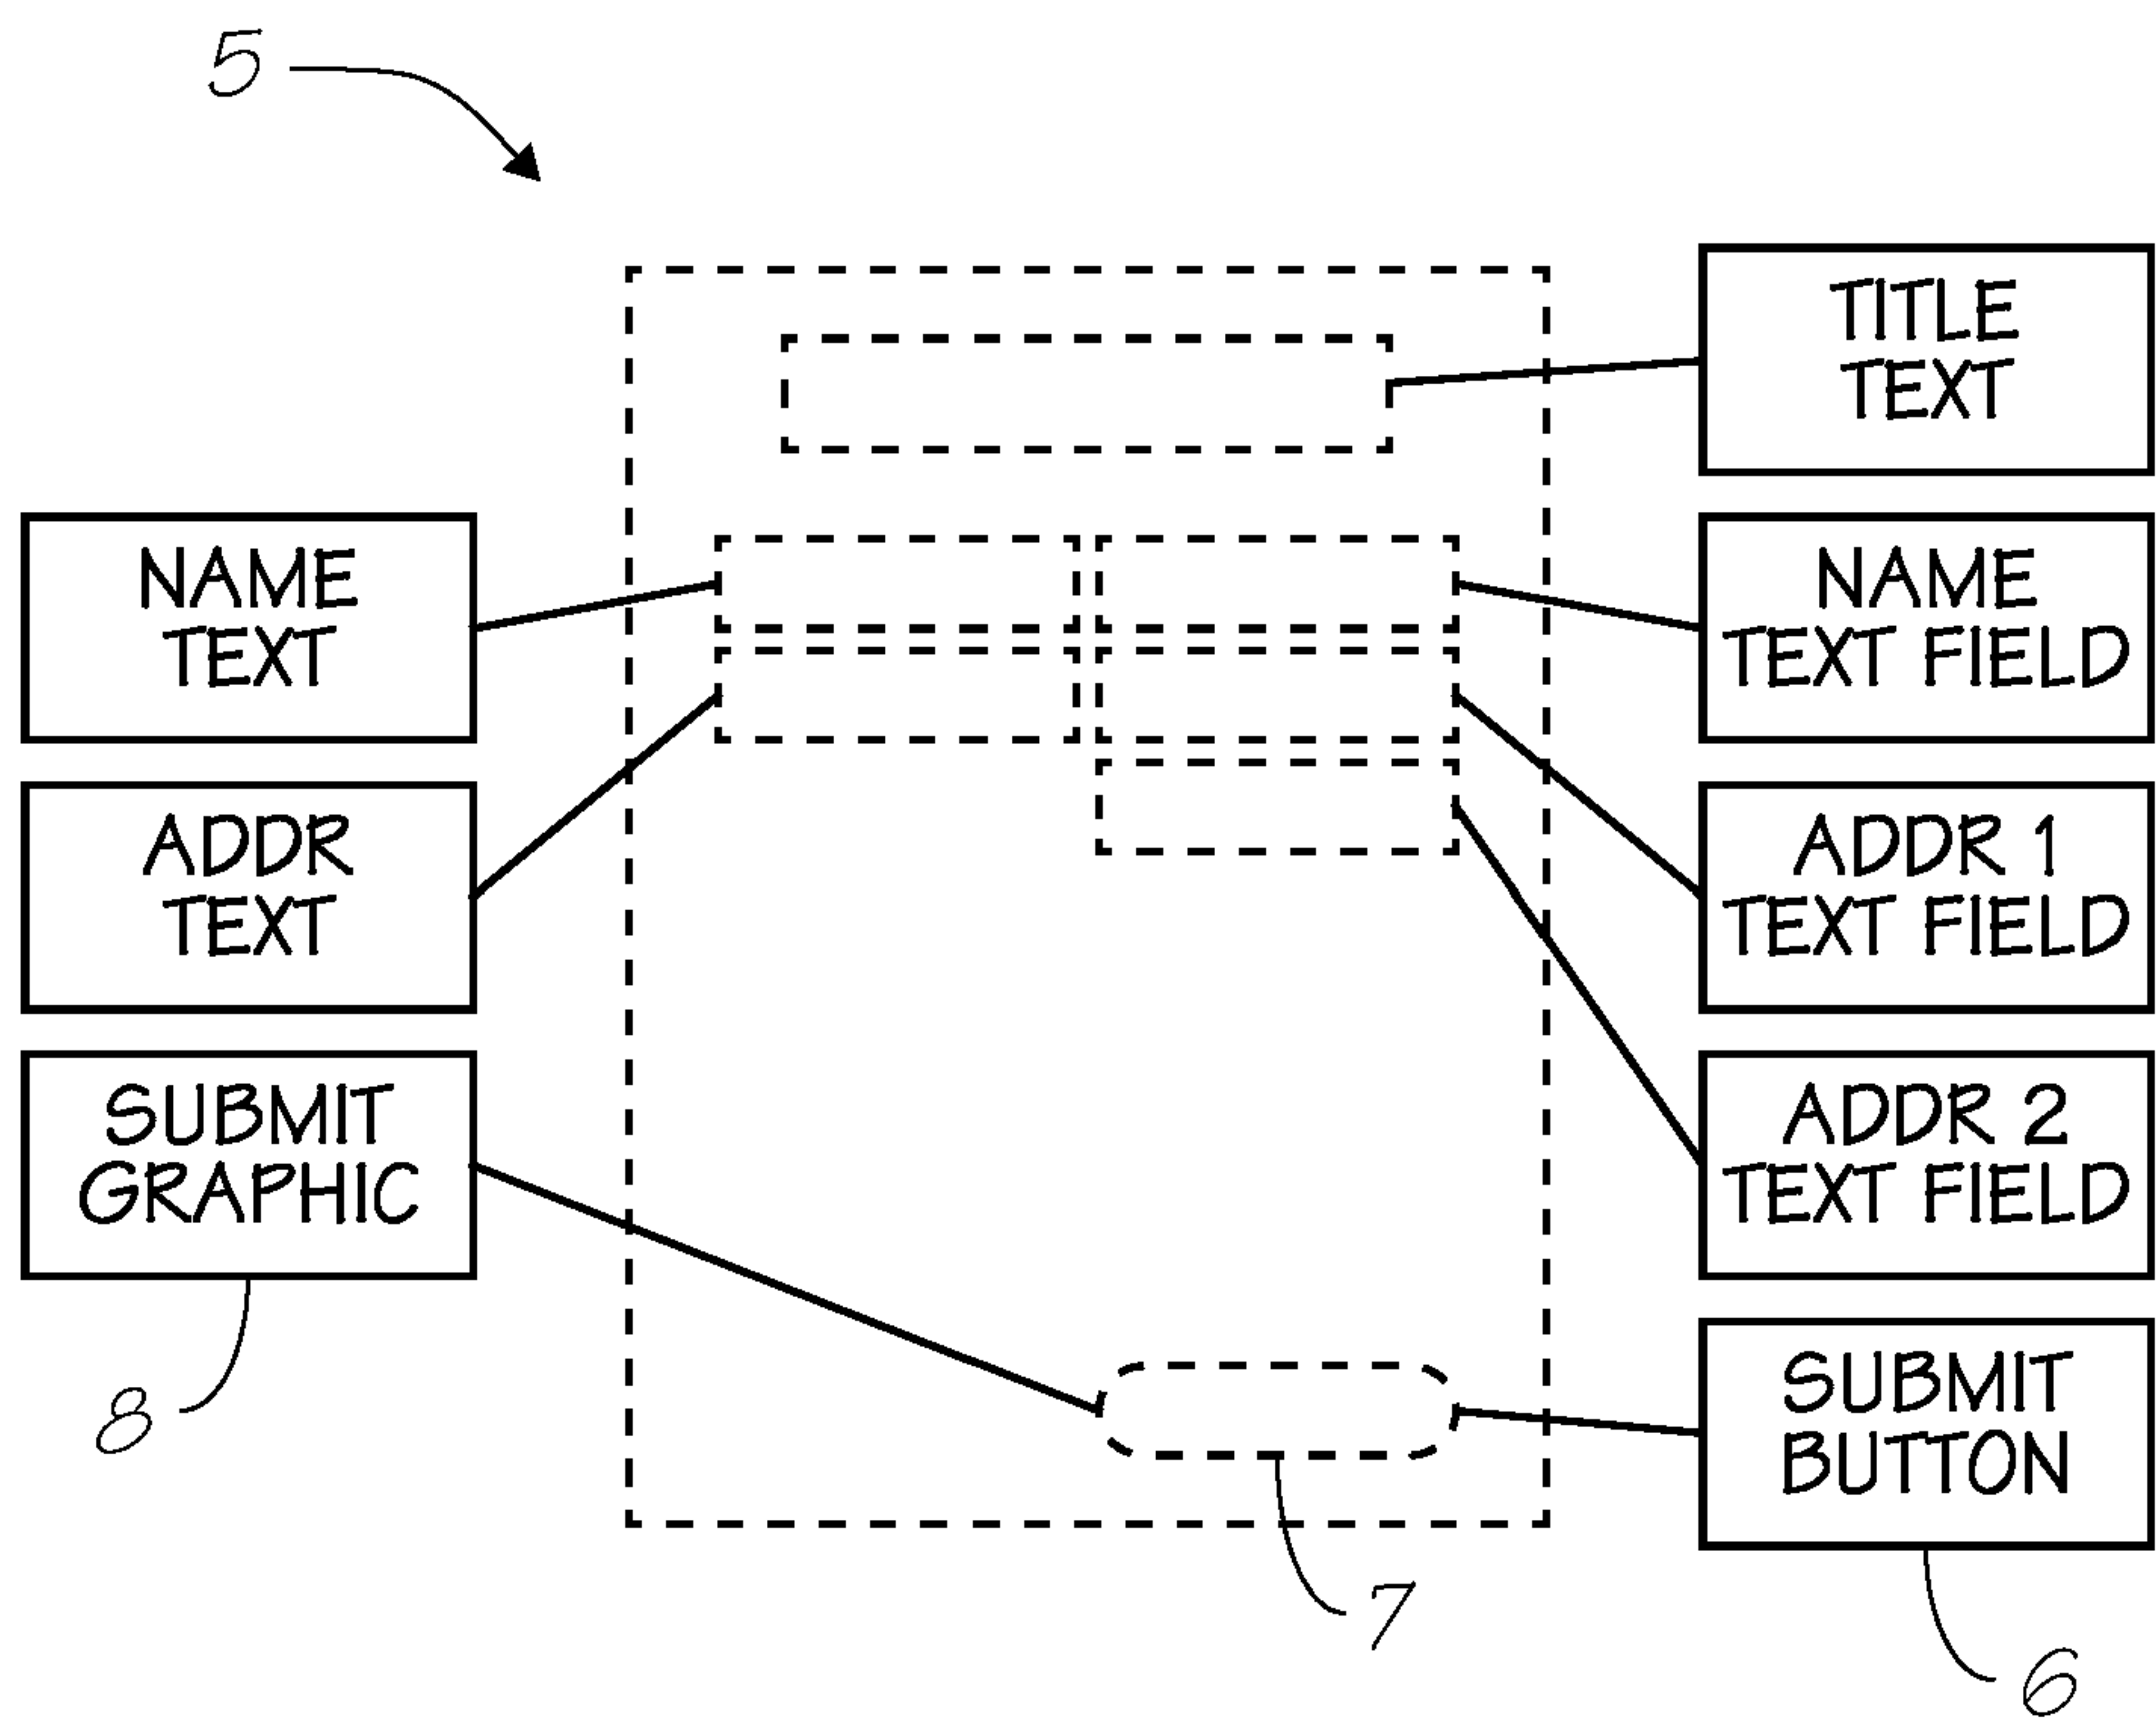 5
TITLE
TEXT
NAME
TEXT
NAME
TEXT FIELD
ADDR
TEXT
ADDR 1
TEXT FIELD
SUBMIT
GRAPHIC
ADDR 2
TEXT FIELD
SUBMIT
BUTTON
8
7
6